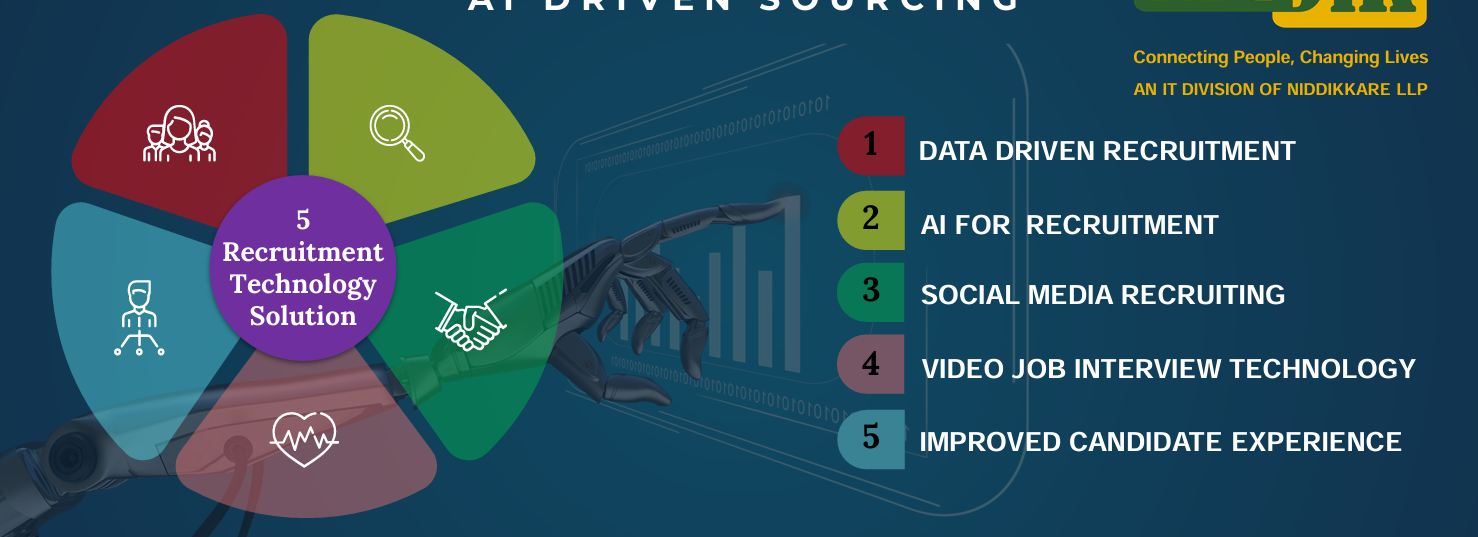 AI DRIVEN SOURCING
Connecting People, Changing Lives
AN IT DIVISION OF NIDDIKKARE LLP
5
Recruitment
Technology
Solution
1 DATA DRIVEN RECRUITMENT
2 AI FOR RECRUITMENT
3 SOCIAL MEDIA RECRUITING
4 VIDEO JOB INTERVIEW TECHNOLOGY
5 IMPROVED CANDIDATE EXPERIENCE